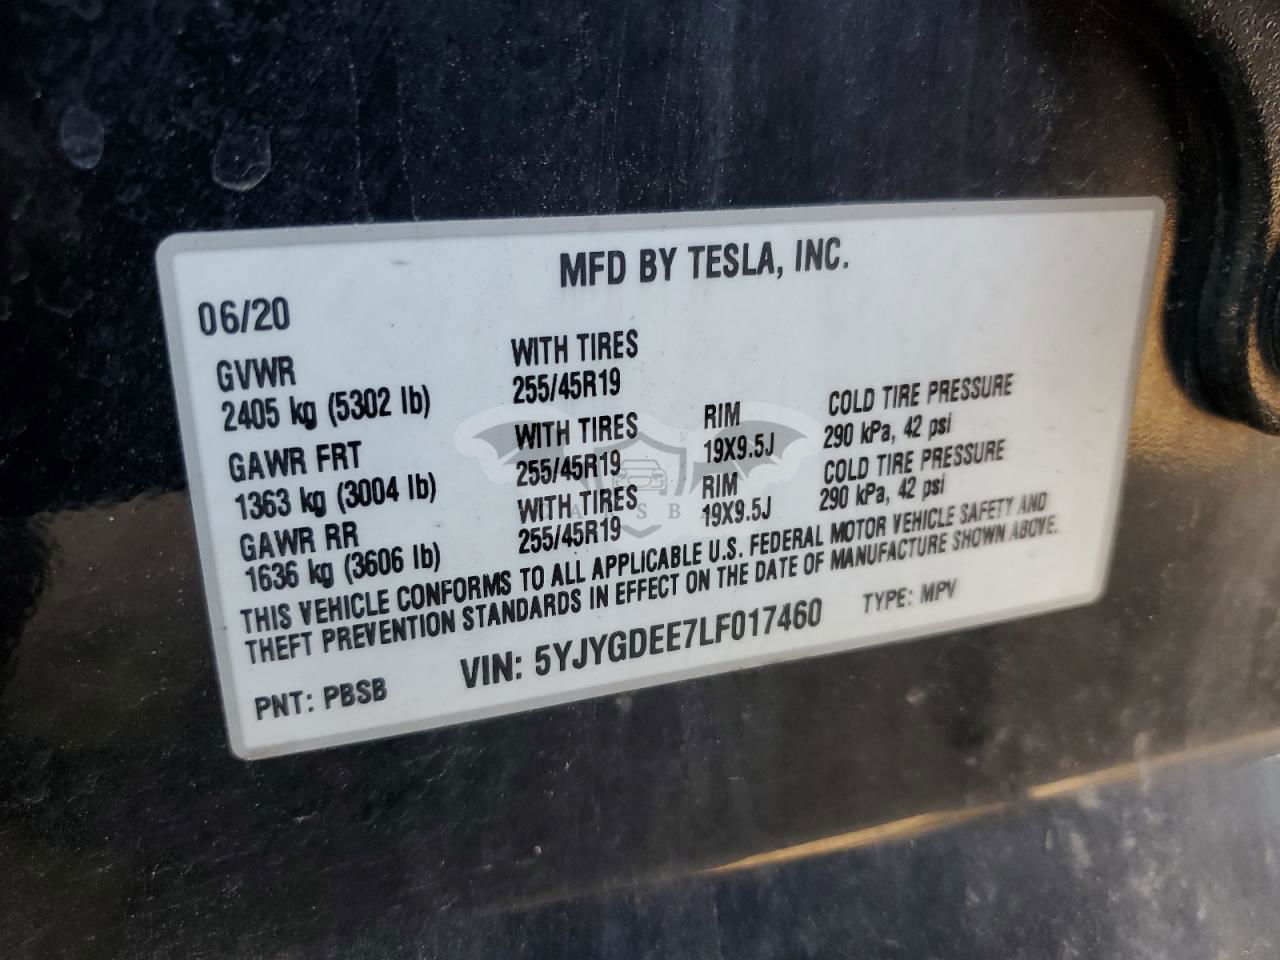 MFD BY TESLA, INC.
06/20
GVWR WITH TIRES
2405 kg (5302 lb) 255/45R19
GAWR FRT WITH TIRES RIM COLD TIRE PRESSURE
1363 kg (3004 lb) 255/45R19 19X9.5J 290 kPa, 42 psi
GAWR RR WITH TIRES RIM COLD TIRE PRESSURE
1636 kg (3606 lb) 255/45R19 19X9.5J 290 kPa, 42 psi
THIS VEHICLE CONFORMS TO ALL APPLICABLE U.S. FEDERAL MOTOR VEHICLE SAFETY AND
THEFT PREVENTION STANDARDS IN EFFECT ON THE DATE OF MANUFACTURE SHOWN ABOVE.
PNT: PBSB VIN: 5YJYGDEE7LF017460 TYPE: MPV